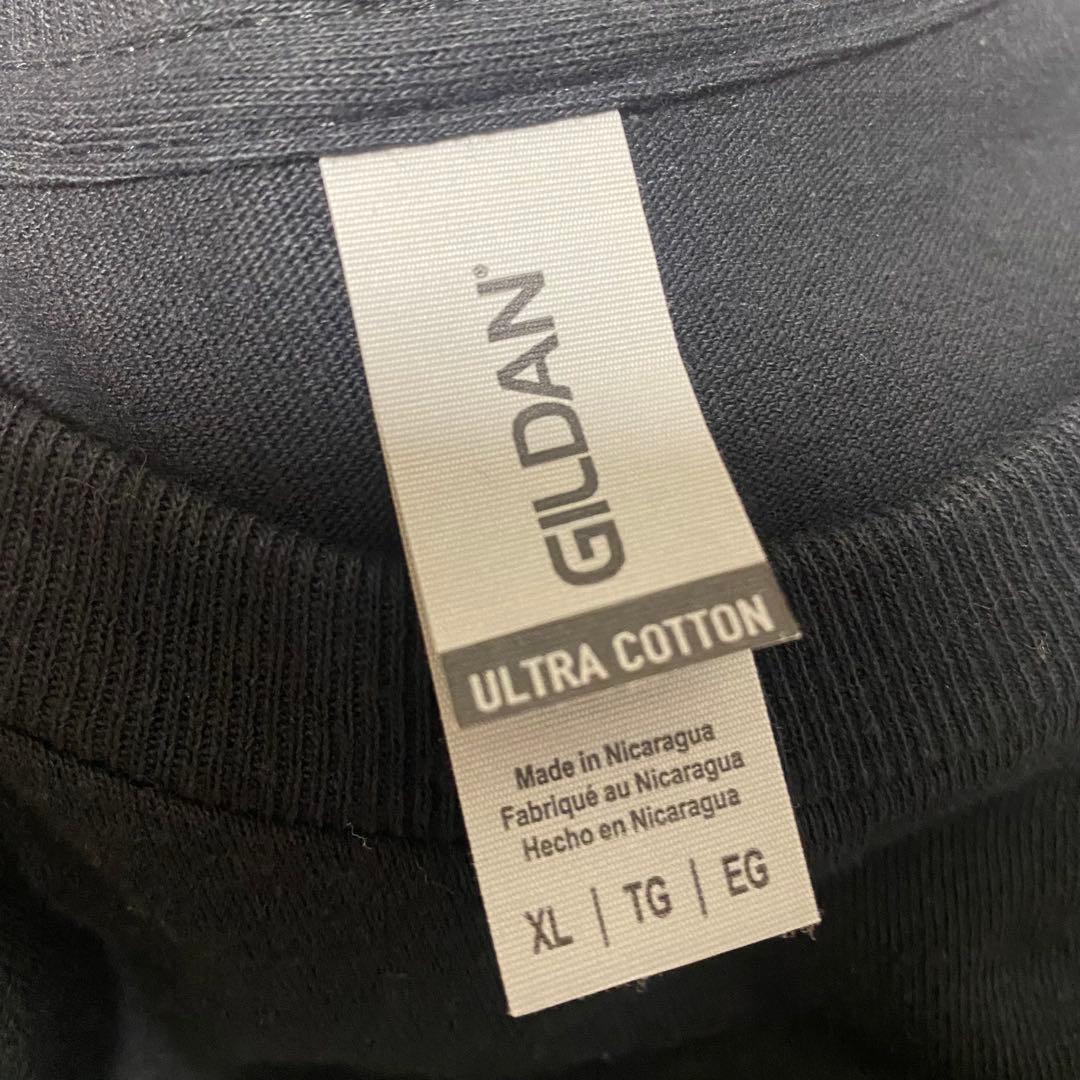 GILDAN®
ULTRA COTTON
Made in Nicaragua
Fabriqué au Nicaragua
Hecho en Nicaragua
XL | TG | EG